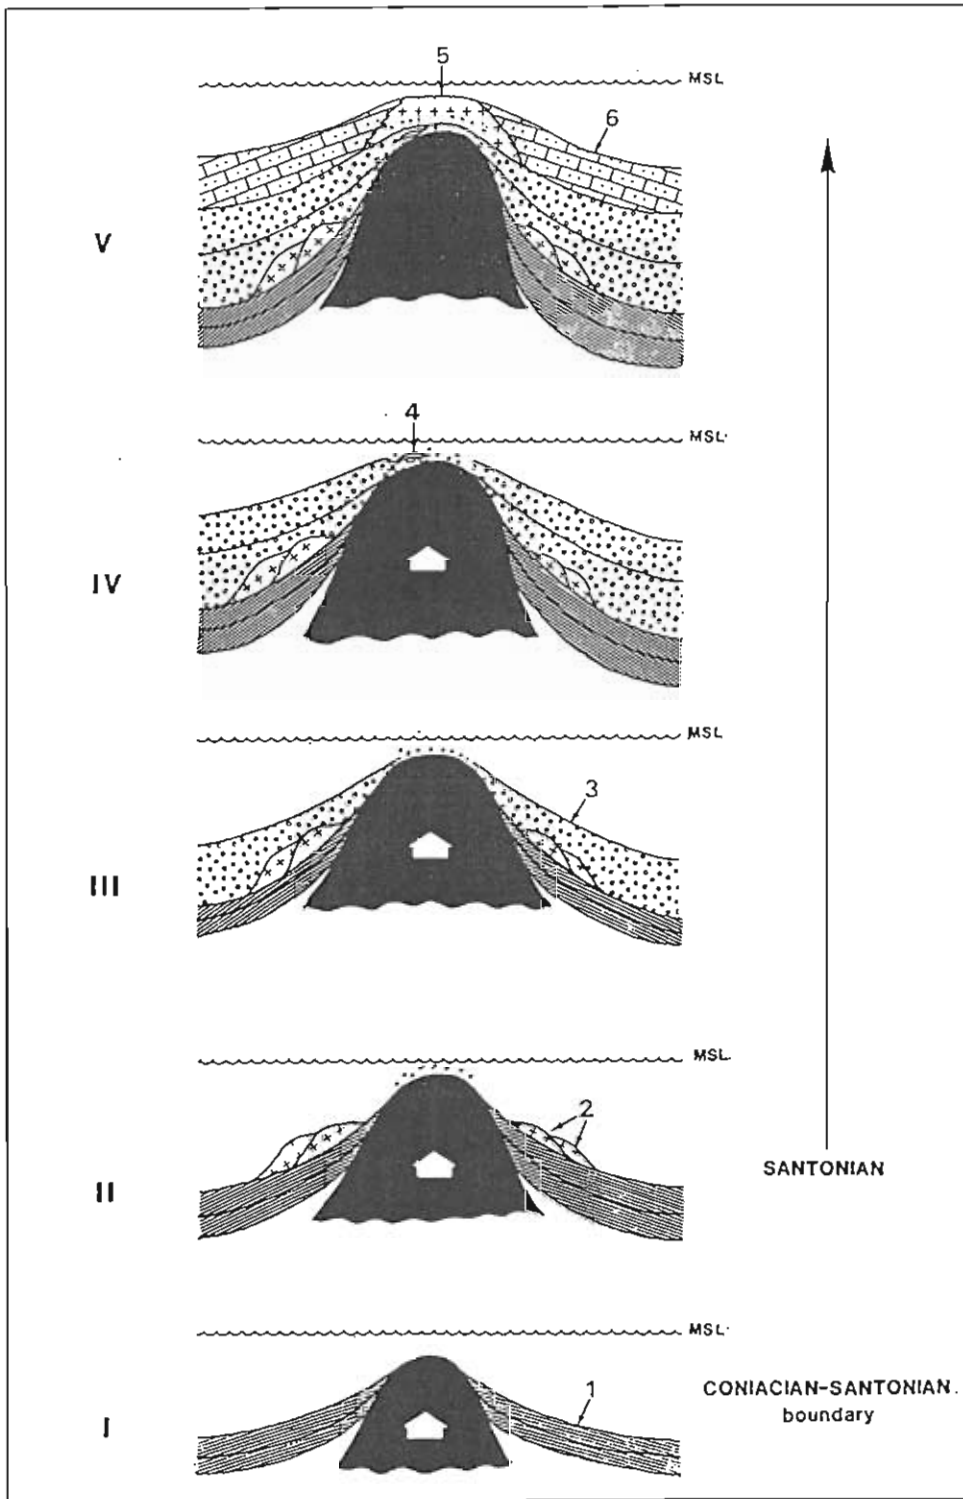 5
MSL
6
V
4
MSL.
IV
MSL
3
III
MSL.
2
SANTONIAN
II
MSL.
1
CONIACIAN-SANTONIAN.
boundary
I